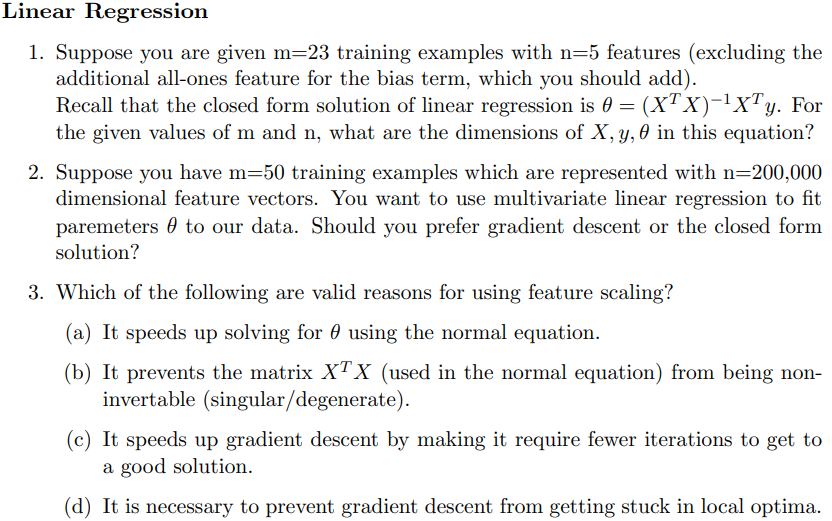 Linear Regression
1. Suppose you are given m=23 training examples with n=5 features (excluding the
additional all-ones feature for the bias term, which you should add).
Recall that the closed form solution of linear regression is θ = (XᵀX)⁻¹Xᵀy. For
the given values of m and n, what are the dimensions of X, y, θ in this equation?
2. Suppose you have m=50 training examples which are represented with n=200,000
dimensional feature vectors. You want to use multivariate linear regression to fit
paremeters θ to our data. Should you prefer gradient descent or the closed form
solution?
3. Which of the following are valid reasons for using feature scaling?
(a) It speeds up solving for θ using the normal equation.
(b) It prevents the matrix XᵀX (used in the normal equation) from being non-
invertable (singular/degenerate).
(c) It speeds up gradient descent by making it require fewer iterations to get to
a good solution.
(d) It is necessary to prevent gradient descent from getting stuck in local optima.